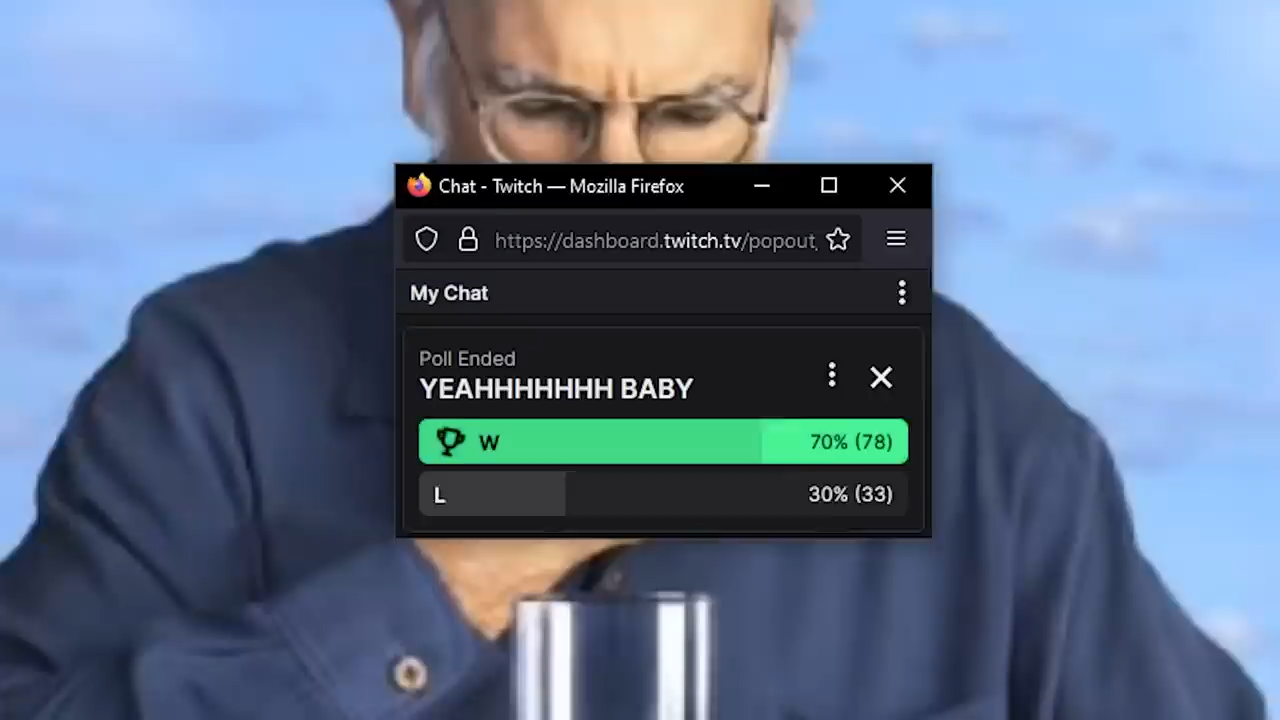 Chat - Twitch — Mozilla Firefox
https://dashboard.twitch.tv/popout
My Chat
Poll Ended
YEAHHHHHHH BABY
W 70% (78)
L 30% (33)